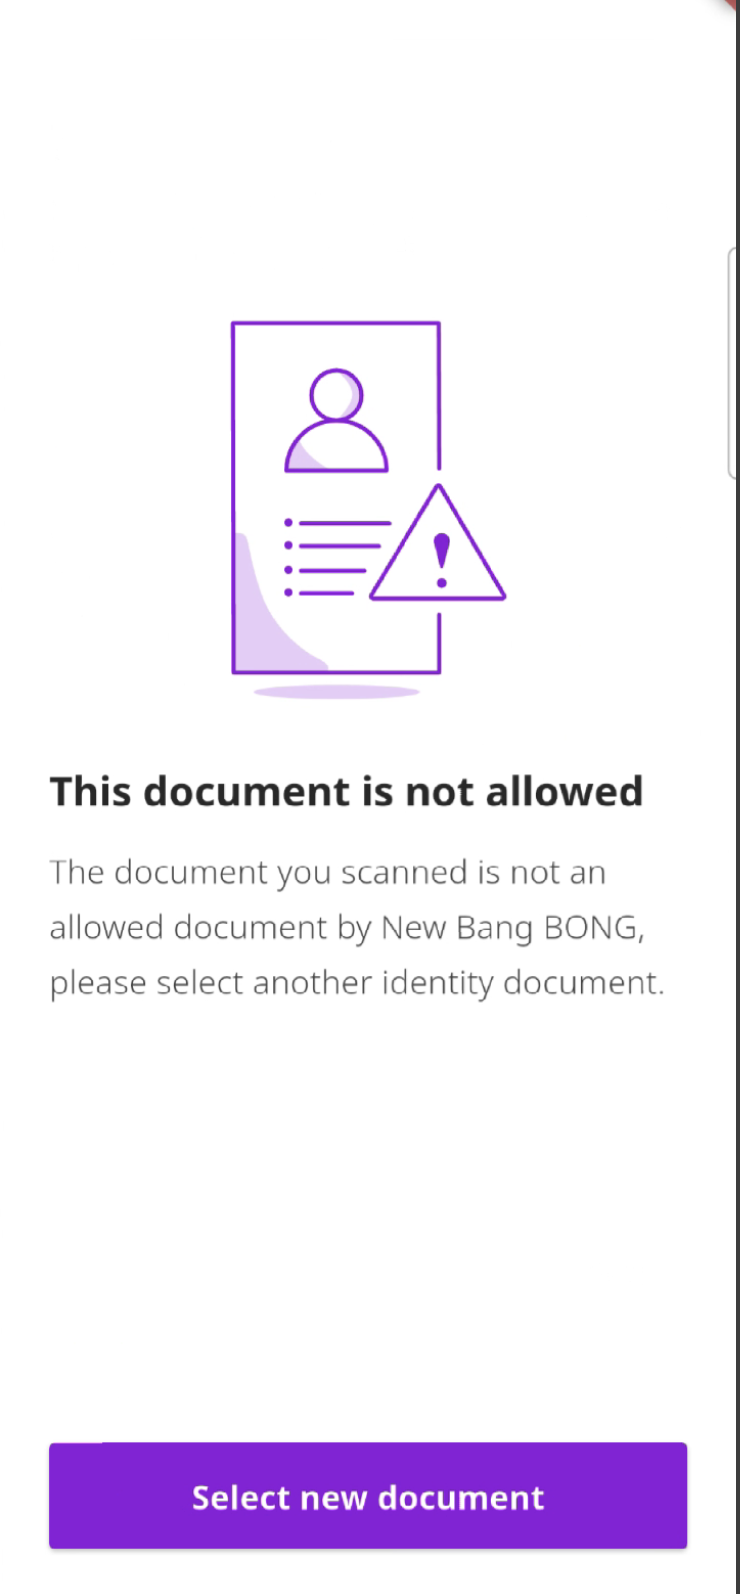 This document is not allowed
The document you scanned is not an
allowed document by New Bang BONG,
please select another identity document.
Select new document